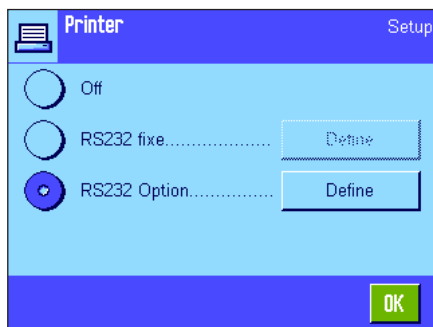 Printer Setup
Off
RS232 fixe.................... Define
RS232 Option............... Define
OK